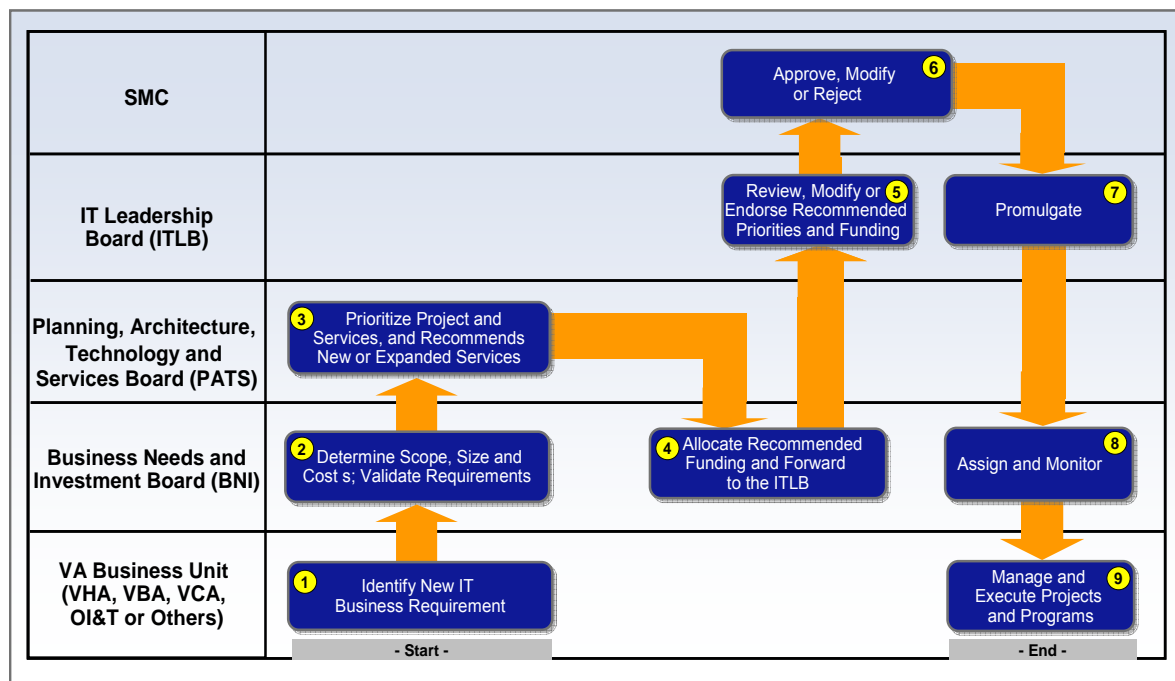 SMC
6
Approve, Modify
or Reject
IT Leadership
Board (ITLB)
5
Review, Modify or
Endorse Recommended
Priorities and Funding
7
Promulgate
Planning, Architecture,
Technology and
Services Board (PATS)
3
Prioritize Project and
Services, and Recommends
New or Expanded Services
Business Needs and
Investment Board (BNI)
2
Determine Scope, Size and
Cost s; Validate Requirements
4
Allocate Recommended
Funding and Forward
to the ITLB
8
Assign and Monitor
VA Business Unit
(VHA, VBA, VCA,
OI&T or Others)
1
Identify New IT
Business Requirement
9
Manage and
Execute Projects
and Programs
- Start -
- End -